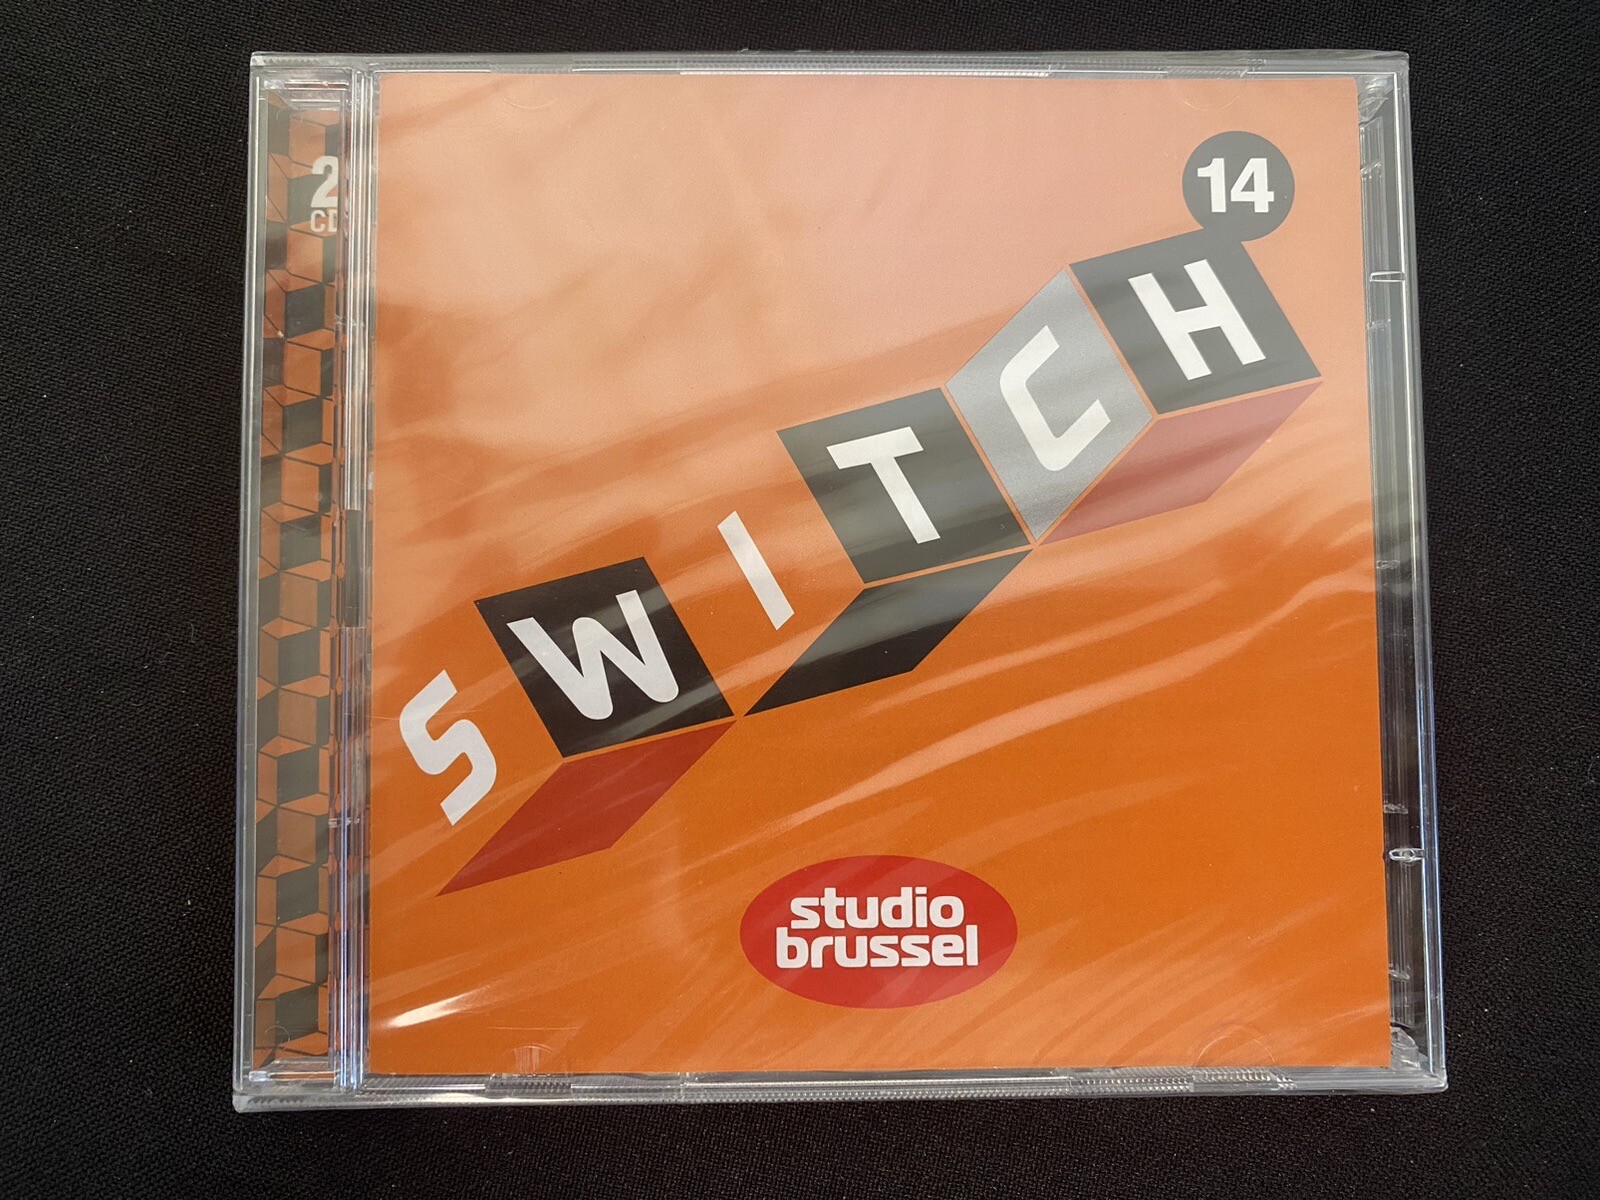 2
CD
14
SWITCH
studio
brussel